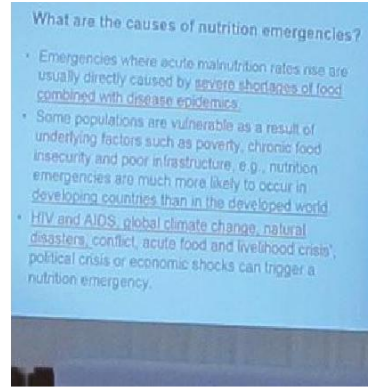 What are the causes of nutrition emergencies?
• Emergencies where acute malnutrition rates rise are
usually directly caused by severe shortages of food
combined with disease epidemics.
• Some populations are vulnerable as a result of
underlying factors such as poverty, chronic food
insecurity and poor infrastructure, e.g., nutrition
emergencies are much more likely to occur in
developing countries than in the developed world.
• HIV and AIDS, global climate change, natural
disasters, conflict, acute food and livelihood crisis',
political crisis or economic shocks can trigger a
nutrition emergency.